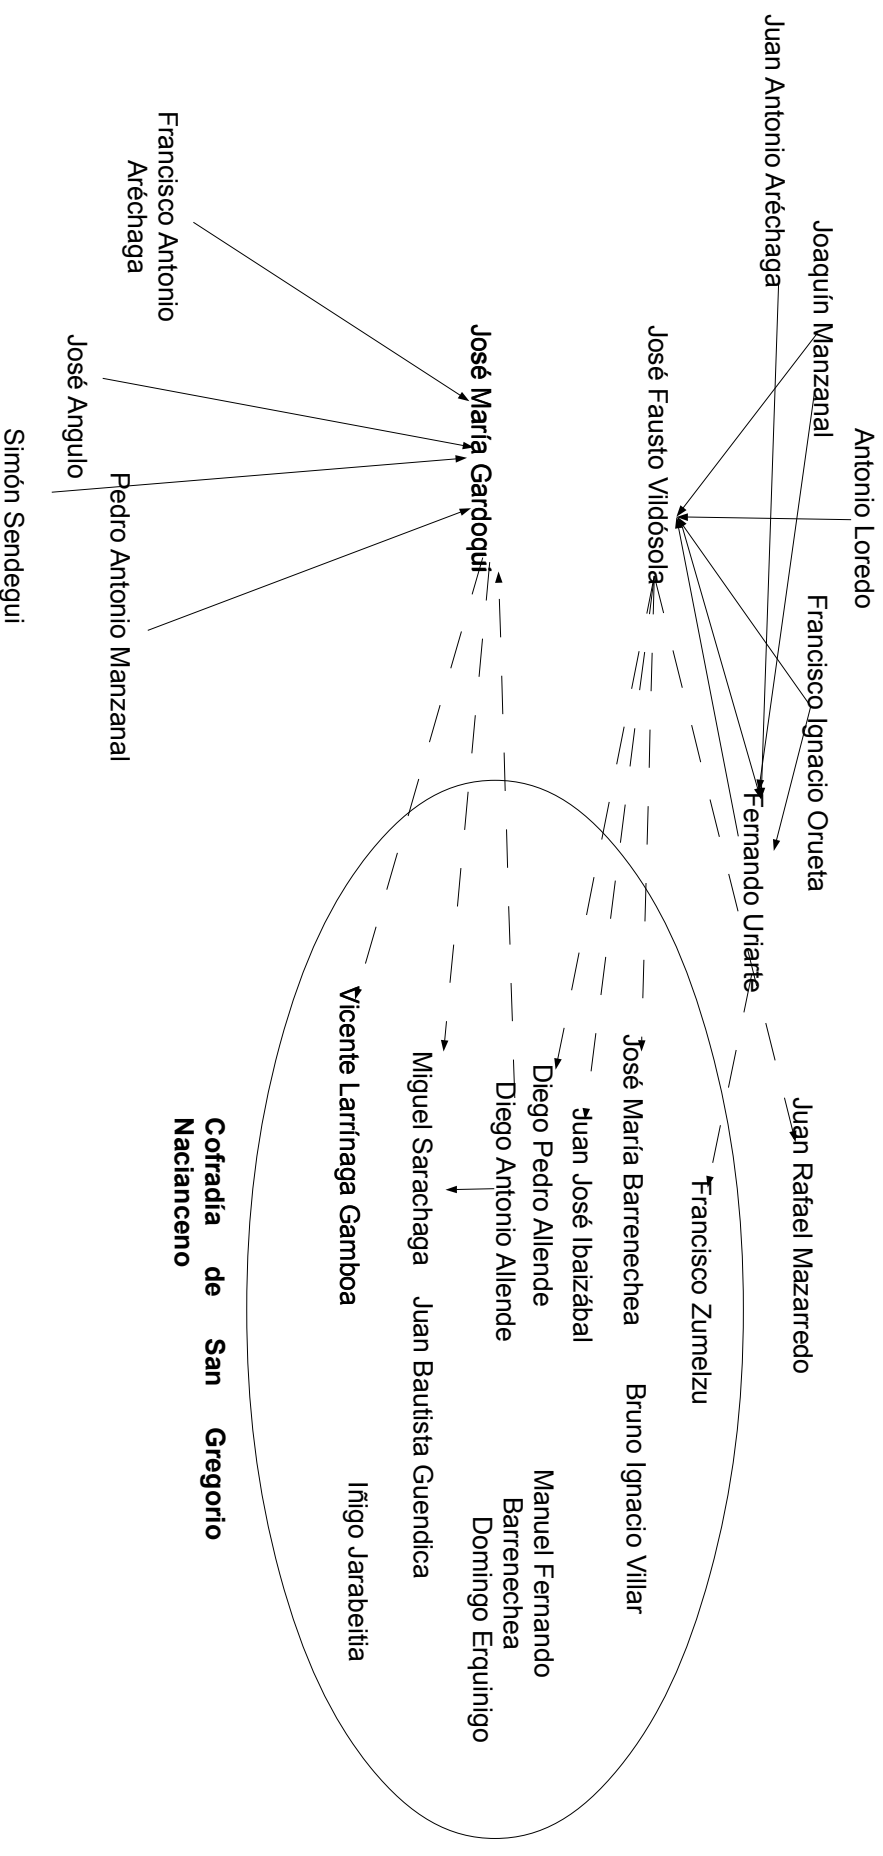 Antonio Loredo
Joaquín Manzanal
Francisco Ignacio Orueta
Juan Antonio Aréchaga
Juan Rafael Mazarredo
Fernando Uriarte
Francisco Zumelzu
José Fausto Vildósola
José María Barrenechea
Bruno Ignacio Villar
Juan José Ibaizábal
Diego Pedro Allende
Manuel Fernando
Barrenechea
Diego Antonio Allende
José María Gardoqui
Domingo Erquinigo
Miguel Sarachaga
Juan Bautista Guendica
Vicente Larrínaga Gamboa
Iñigo Jarabeitia
Cofradía de San Gregorio
Nacianceno
Francisco Antonio
Aréchaga
Pedro Antonio Manzanal
José Angulo
Simón Sendegui